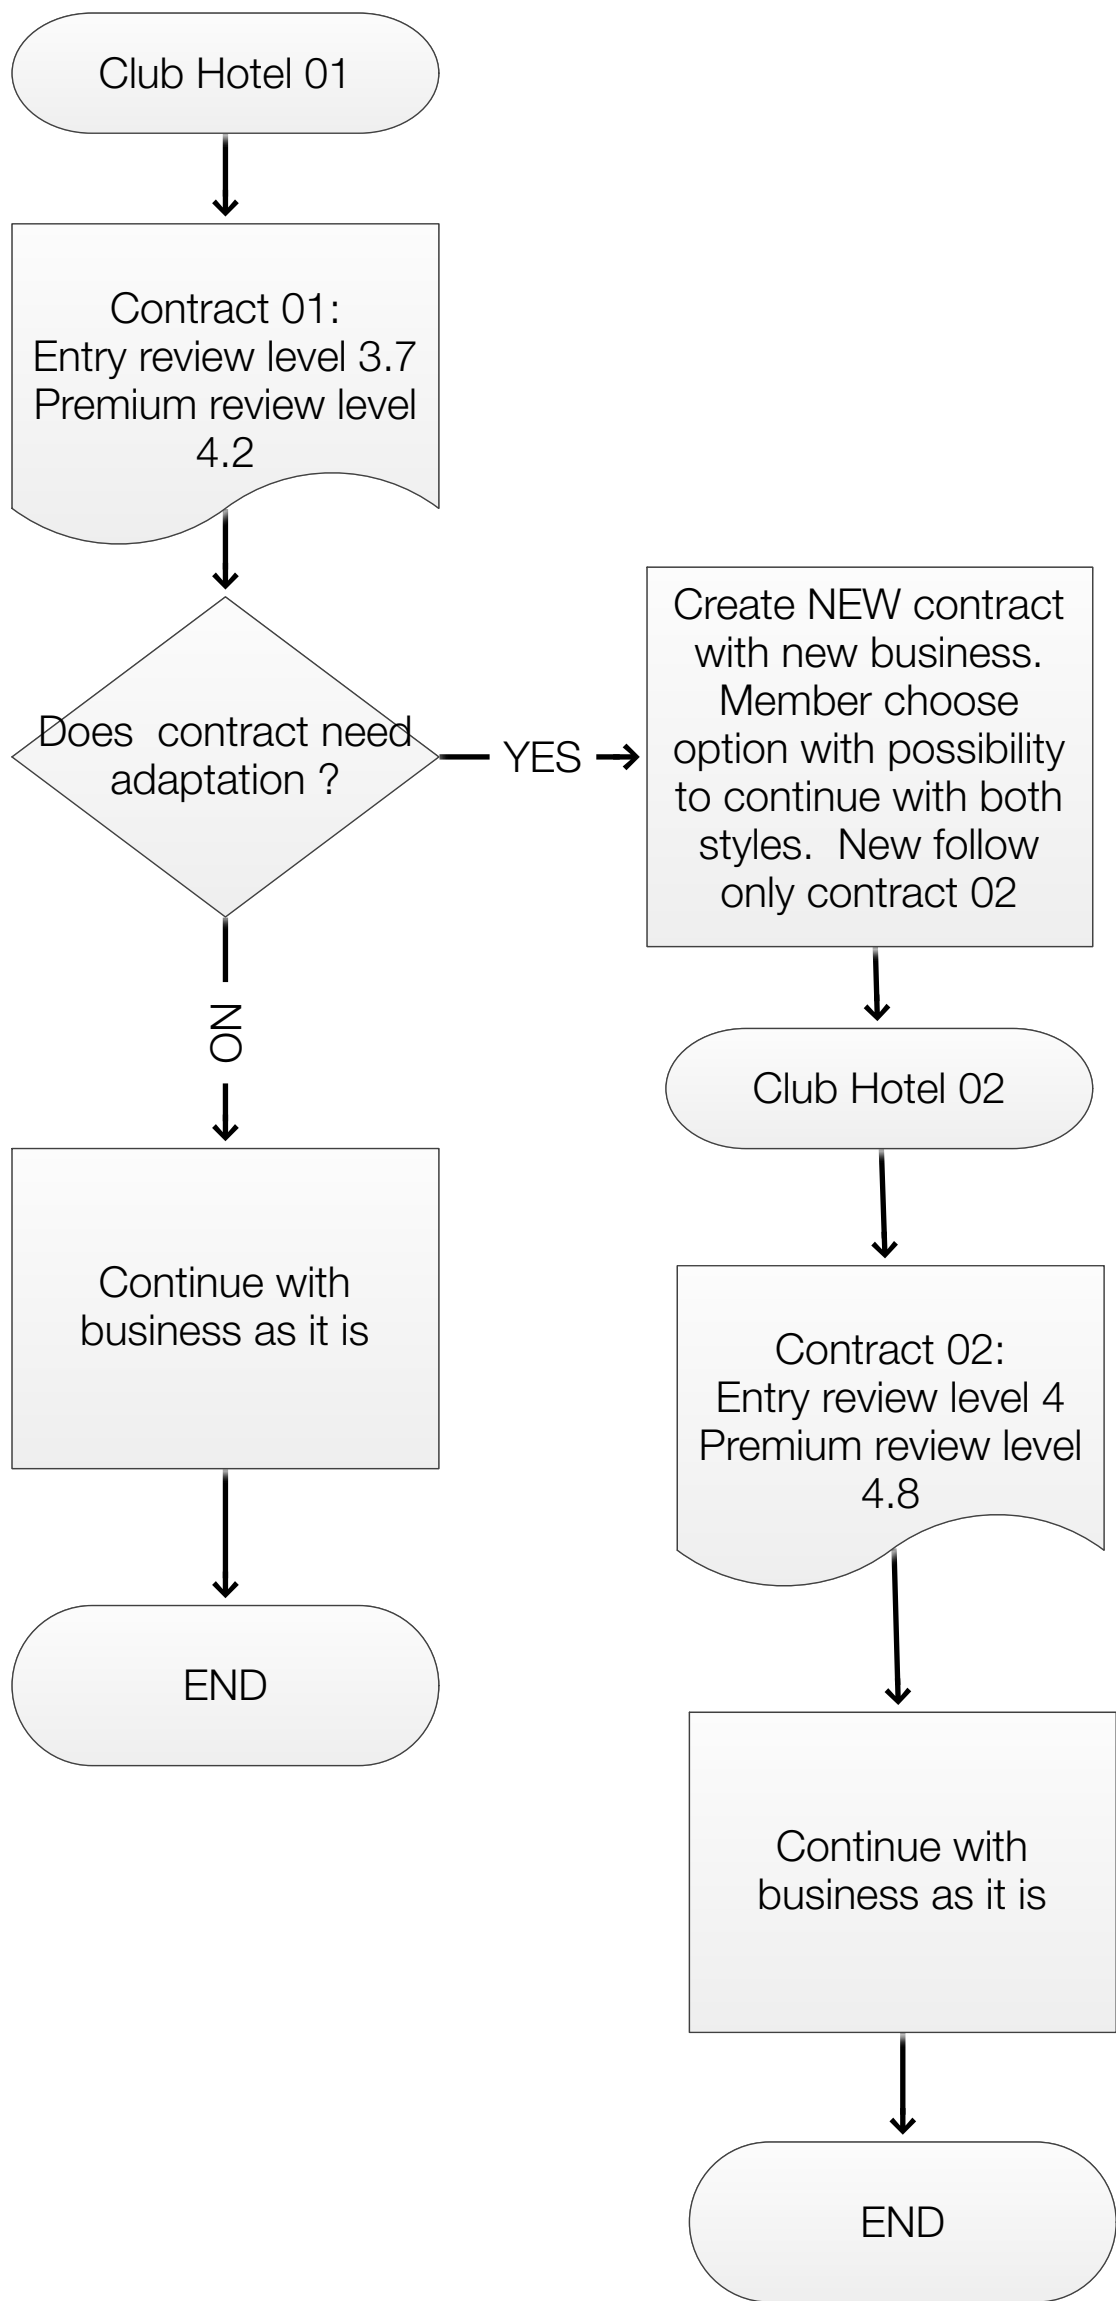 Club Hotel 01
Contract 01:
Entry review level 3.7
Premium review level
4.2
Does  contract need
adaptation ?
YES
Create NEW contract
with new business.
Member choose
option with possibility
to continue with both
styles.  New follow
only contract 02
NO
Club Hotel 02
Continue with
business as it is
Contract 02:
Entry review level 4
Premium review level
4.8
END
Continue with
business as it is
END